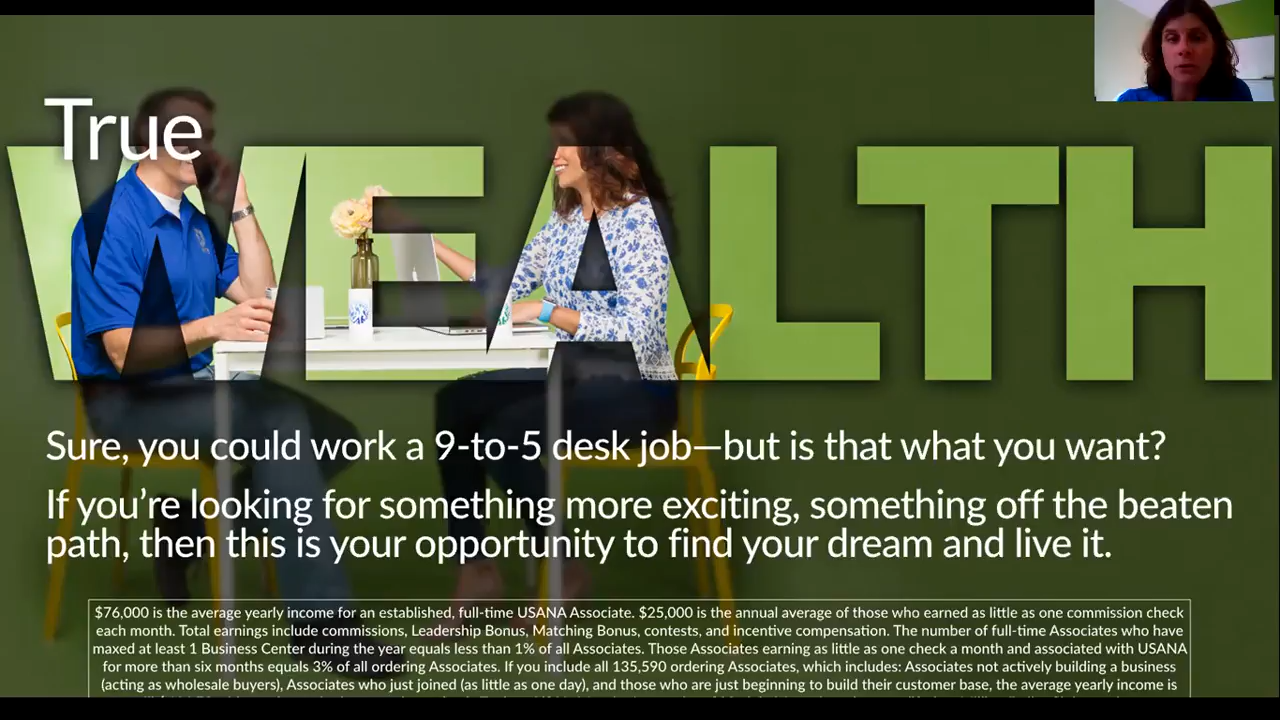 True
WEALTH
Sure, you could work a 9-to-5 desk job—but is that what you want?
If you're looking for something more exciting, something off the beaten
path, then this is your opportunity to find your dream and live it.
$76,000 is the average yearly income for an established, full-time USANA Associate. $25,000 is the annual average of those who earned as little as one commission check
each month. Total earnings include commissions, Leadership Bonus, Matching Bonus, contests, and incentive compensation. The number of full-time Associates who have
maxed at least 1 Business Center during the year equals less than 1% of all Associates. Those Associates earning as little as one check a month and associated with USANA
for more than six months equals 3% of all ordering Associates. If you include all 135,590 ordering Associates, which includes: Associates not actively building a business
(acting as wholesale buyers), Associates who just joined (as little as one day), and those who are just beginning to build their customer base, the average yearly income is